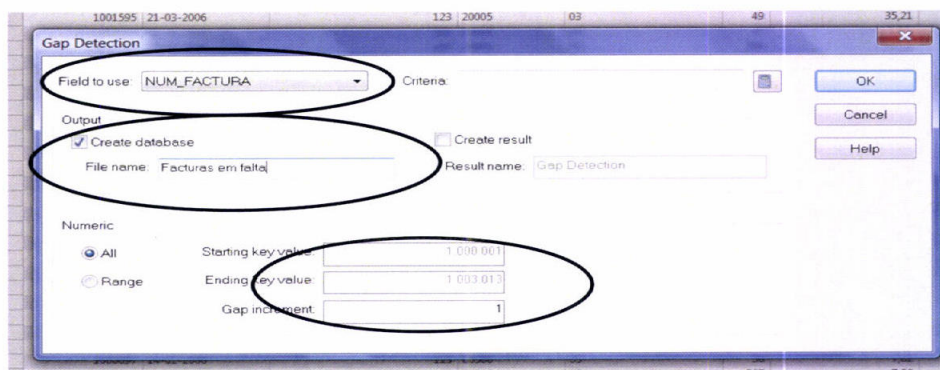 1001595 21-03-2006 123 20005 03 49 35,21
Gap Detection
Field to use: NUM_FACTURA Criteria: OK
Output Cancel
Create database Create result Help
File name: Facturas em falta Result name: Gap Detection
Numeric
All Starting key value: 1 000 001
Range Ending key value: 1 003 013
Gap increment: 1